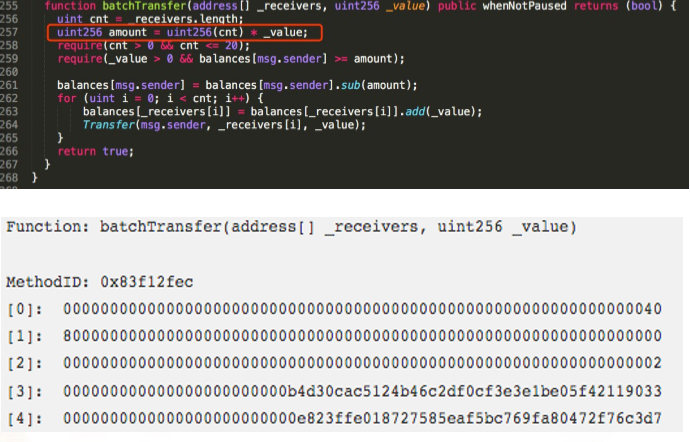 255 function batchTransfer(address[] _receivers, uint256 _value) public whenNotPaused returns (bool) {
256 uint cnt = _receivers.length;
257 uint256 amount = uint256(cnt) * _value;
258 require(cnt > 0 && cnt <= 20);
259 require(_value > 0 && balances[msg.sender] >= amount);
260
261 balances[msg.sender] = balances[msg.sender].sub(amount);
262 for (uint i = 0; i < cnt; i++) {
263 balances[_receivers[i]] = balances[_receivers[i]].add(_value);
264 Transfer(msg.sender, _receivers[i], _value);
265 }
266 return true;
267 }
268 }
Function: batchTransfer(address[] _receivers, uint256 _value)
MethodID: 0x83f12fec
[0]: 0000000000000000000000000000000000000000000000000000000000000040
[1]: 8000000000000000000000000000000000000000000000000000000000000000
[2]: 0000000000000000000000000000000000000000000000000000000000000002
[3]: 000000000000000000000000b4d30cac5124b46c2df0cf3e3e1be05f42119033
[4]: 000000000000000000000000e823ffe018727585eaf5bc769fa80472f76c3d7